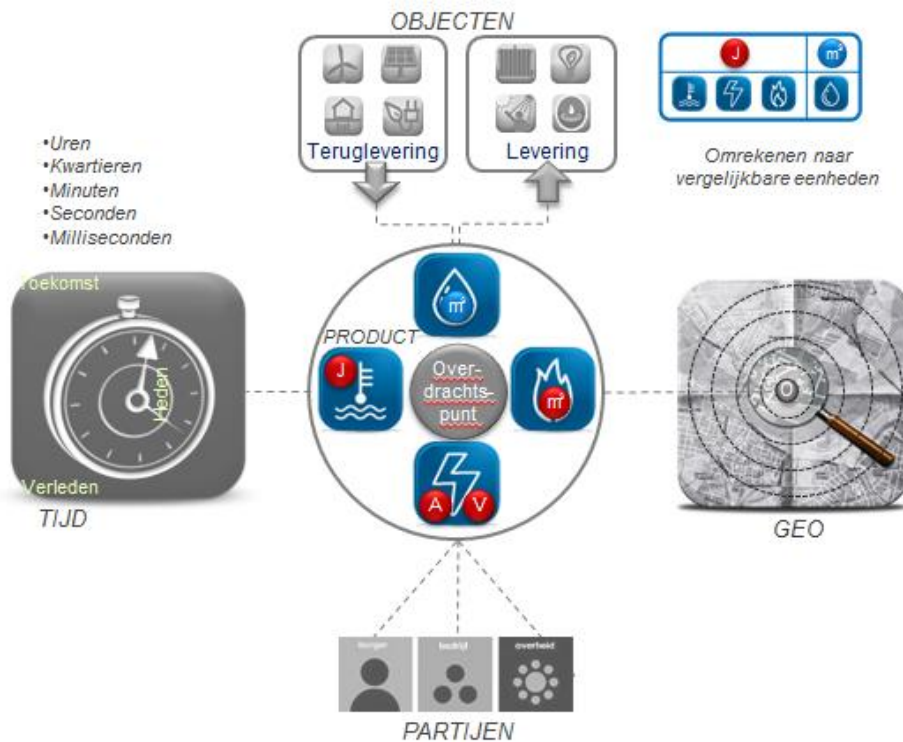 OBJECTEN
Teruglevering
Levering
J
m³
Omrekenen naar
vergelijkbare eenheden
•Uren
•Kwartieren
•Minuten
•Seconden
•Milliseconden
Toekomst
Heden
Verleden
TIJD
PRODUCT
m³
J
Over-
drachts-
punt
m³
A V
GEO
burger
bedrijf
overheid
PARTIJEN